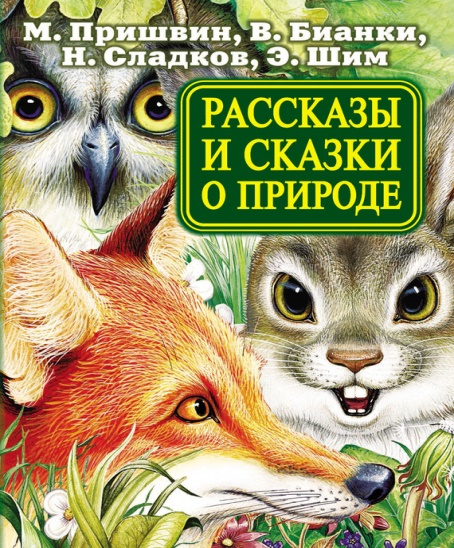 М. Пришвин, В. Бианки,
Н. Сладков, Э. Шим
РАССКАЗЫ
И СКАЗКИ
О ПРИРОДЕ